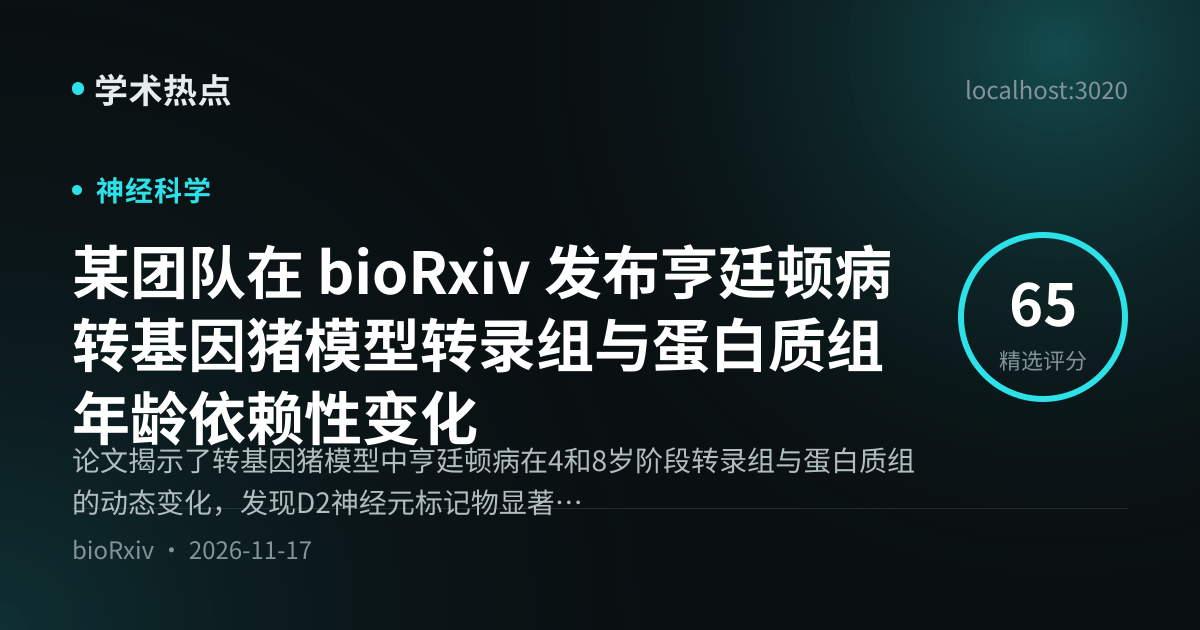 学术热点
localhost:3020
神经科学
某团队在 bioRxiv 发布亨廷顿病
转基因猪模型转录组与蛋白质组
年龄依赖性变化
65
精选评分
论文揭示了转基因猪模型中亨廷顿病在4和8岁阶段转录组与蛋白质组
的动态变化，发现D2神经元标记物显著…
bioRxiv • 2026-11-17